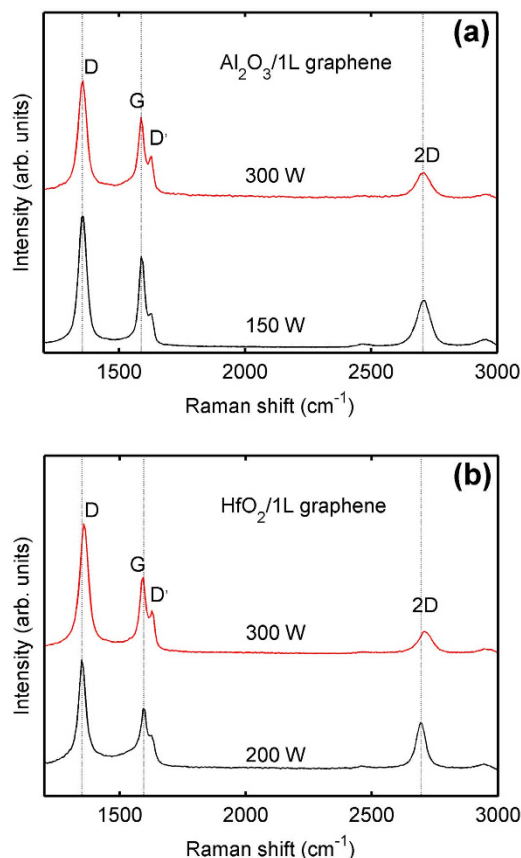 (a)
D
Al₂O₃/1L graphene
G
D'
2D
300 W
150 W
Intensity (arb. units)
1500 2000 2500 3000
Raman shift (cm⁻¹)
(b)
D
HfO₂/1L graphene
G
D'
2D
300 W
200 W
Intensity (arb. units)
1500 2000 2500 3000
Raman shift (cm⁻¹)